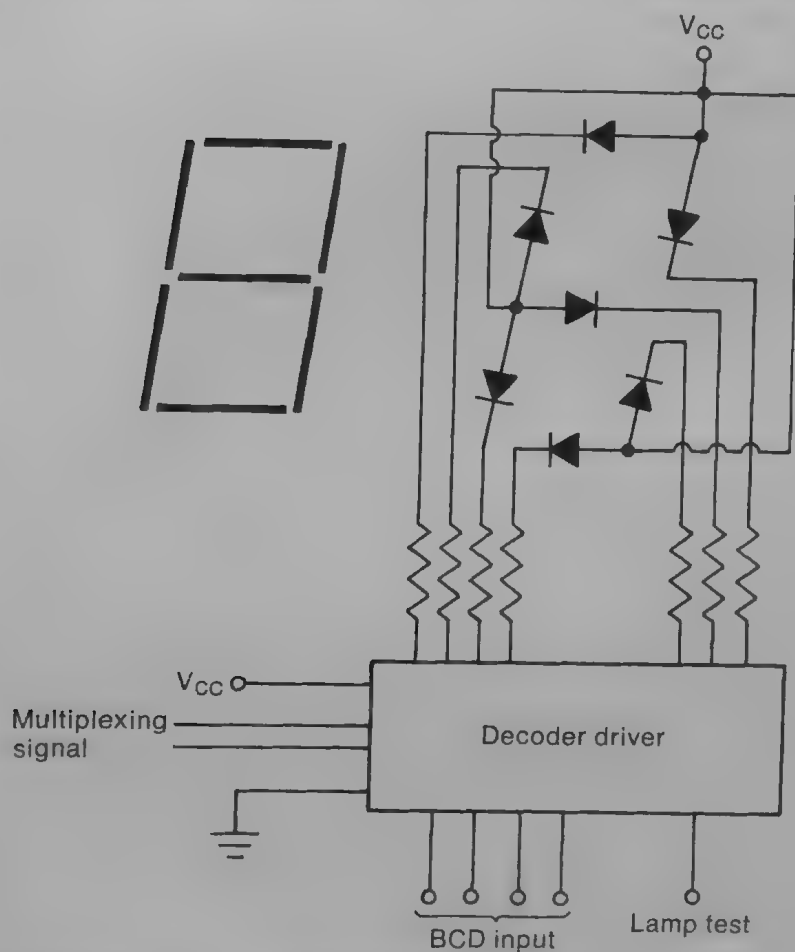 VCC
VCC
Multiplexing
signal
Decoder driver
BCD input
Lamp test